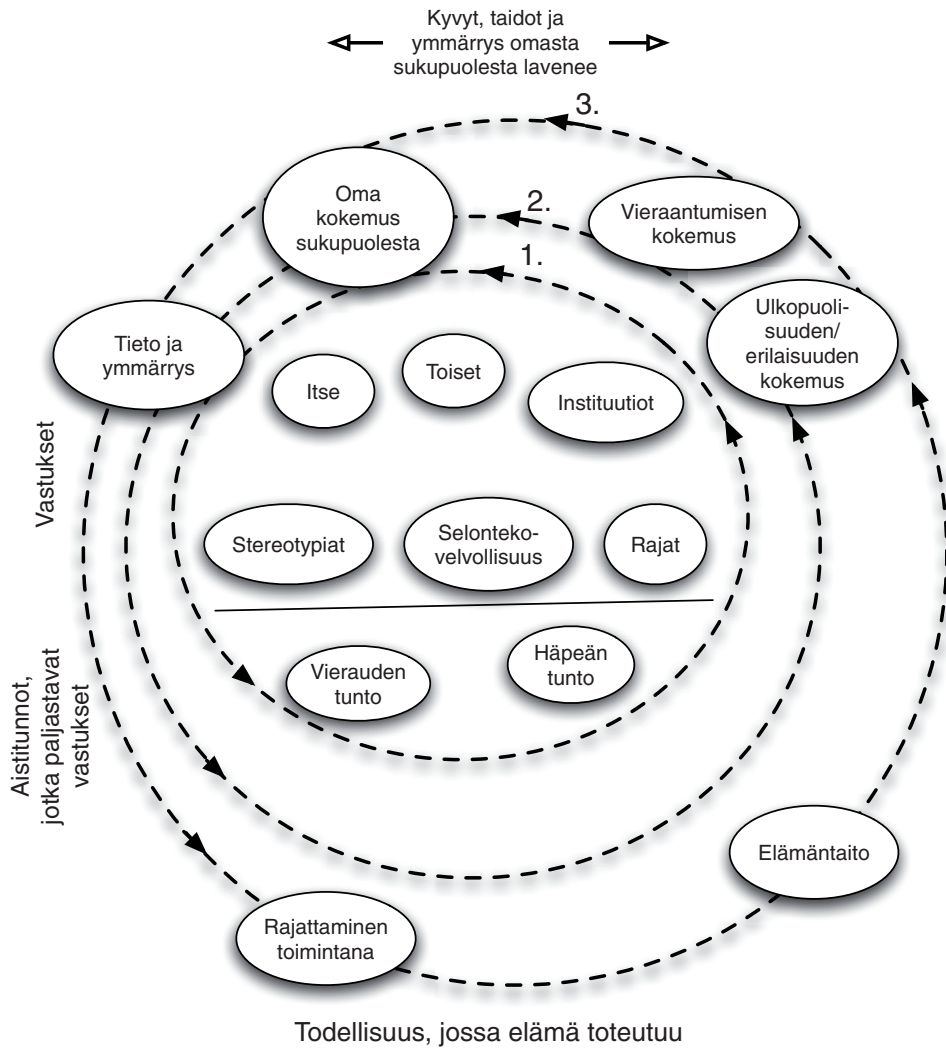 Kyvyt, taidot ja
ymmärrys omasta
sukupuolesta lavenee
3.
Oma
kokemus
sukupuolesta
2.
Vieraantumisen
kokemus
1.
Tieto ja
ymmärrys
Ulkopuoli-
suuden/
erilaisuuden
kokemus
Itse
Toiset
Instituutiot
Vastukset
Stereotypiat
Selonteko-
velvollisuus
Rajat
Aistitunnot,
jotka paljastavat
vastukset
Vierauden
tunto
Häpeän
tunto
Elämäntaito
Rajattaminen
toimintana
Todellisuus, jossa elämä toteutuu